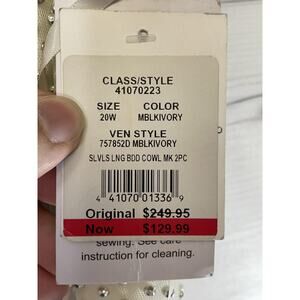 CLASS/STYLE
41070223
SIZE COLOR
20W MBLKIVORY
VEN STYLE
757852D MBLKIVORY
SLVLS LNG BDD COWL MK 2PC
4 41070 01336 9
Original $249.95
Now $129.99
sewing. See care
instruction for cleaning.